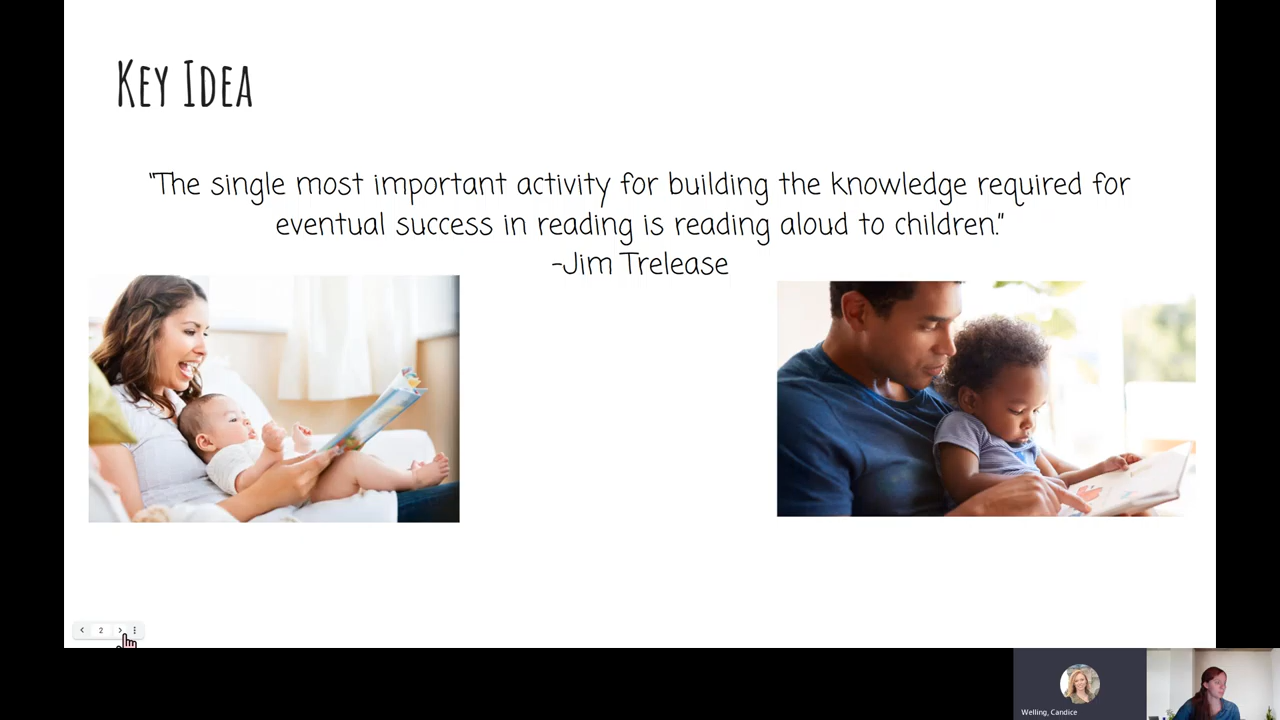 Key Idea
"The single most important activity for building the knowledge required for
eventual success in reading is reading aloud to children."
-Jim Trelease
2
Welling, Candice